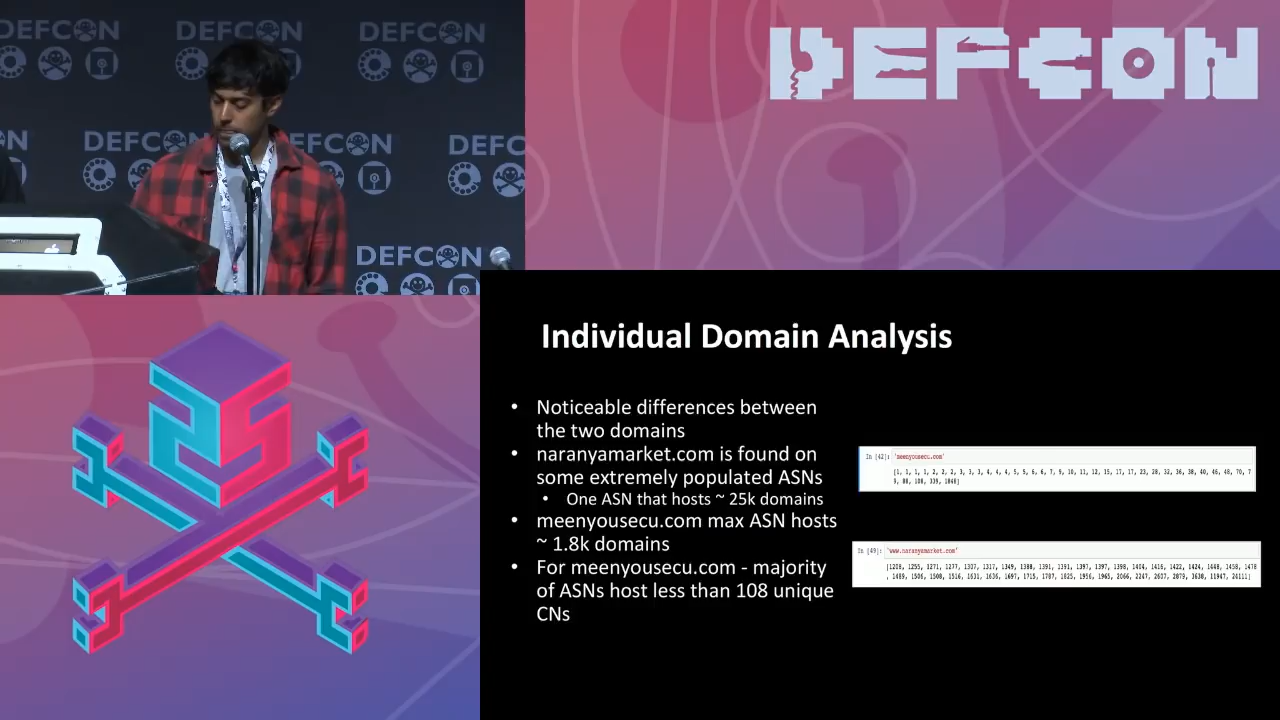 DEFCON DEFCON DEFCON
DEFCON DEFCON DEFC
DEFCON
DEFCON
Individual Domain Analysis
• Noticeable differences between
the two domains
• naranyamarket.com is found on
some extremely populated ASNs
• One ASN that hosts ~ 25k domains
• meenyousecu.com max ASN hosts
~ 1.8k domains
• For meenyousecu.com - majority
of ASNs host less than 108 unique
CNs
In [42]: 'meenyousecu.com'
In [49]: 'www.naranyamarket.com'